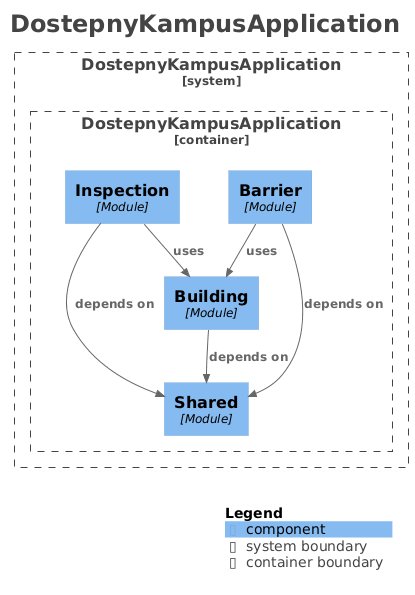 DostepnyKampusApplication
DostepnyKampusApplication
[system]
DostepnyKampusApplication
[container]
Inspection
[Module]
Barrier
[Module]
uses
uses
Building
[Module]
depends on
depends on
depends on
Shared
[Module]
Legend
component
system boundary
container boundary